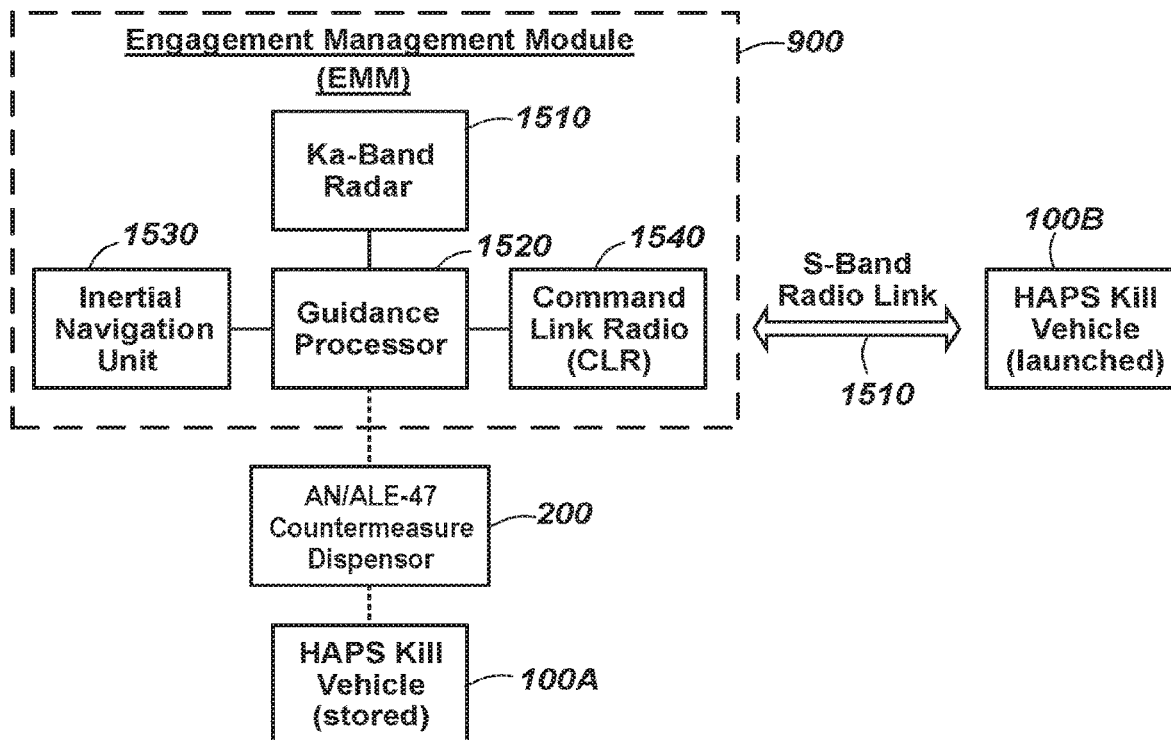 Engagement Management Module
(EMM)
900
1510
Ka-Band
Radar
1530
1520
1540
Inertial
Navigation
Unit
Guidance
Processor
Command
Link Radio
(CLR)
S-Band
Radio Link
1510
100B
HAPS Kill
Vehicle
(launched)
AN/ALE-47
Countermeasure
Dispensor
200
HAPS Kill
Vehicle
(stored)
100A